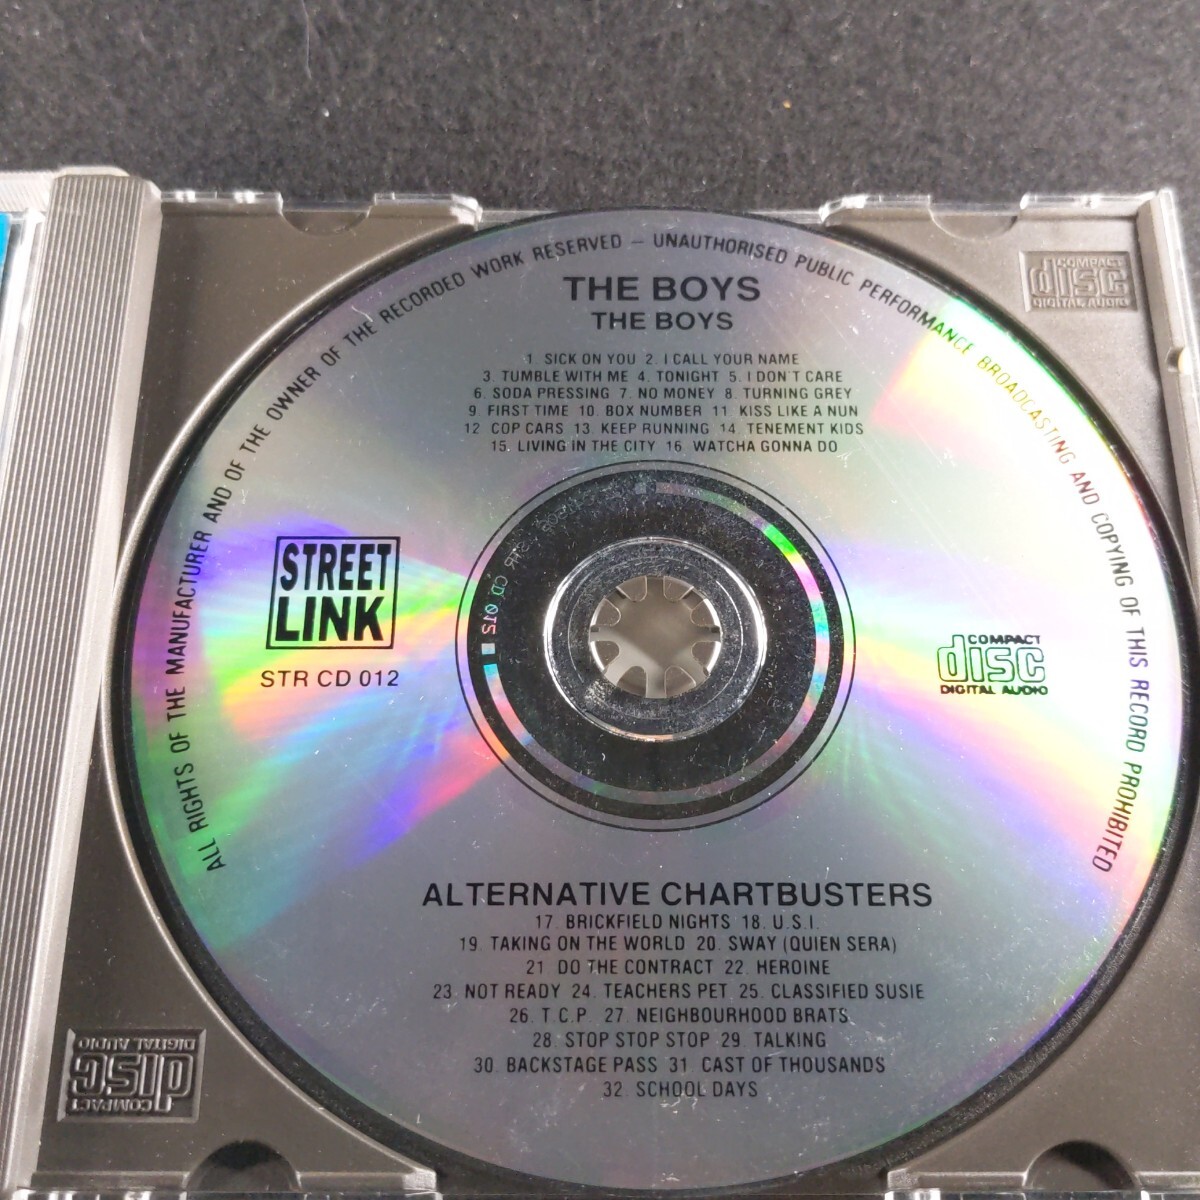 ALL RIGHTS OF THE MANUFACTURER AND OF THE OWNER OF THE RECORDED WORK RESERVED – UNAUTHORISED PUBLIC PERFORMANCE BROADCASTING AND COPYING OF THIS RECORD PROHIBITED
THE BOYS
THE BOYS
1 SICK ON YOU 2. I CALL YOUR NAME
3. TUMBLE WITH ME 4. TONIGHT 5. I DON'T CARE
6. SODA PRESSING 7. NO MONEY 8. TURNING GREY
9 FIRST TIME 10. BOX NUMBER 11. KISS LIKE A NUN
12 COP CARS 13. KEEP RUNNING 14. TENEMENT KIDS
15. LIVING IN THE CITY 16 WATCHA GONNA DO
STREET
LINK
STR CD 012
STR CD 012
COMPACT
disc
DIGITAL AUDIO
ALTERNATIVE CHARTBUSTERS
17. BRICKFIELD NIGHTS 18. U.S.I.
19. TAKING ON THE WORLD 20. SWAY (QUIEN SERA)
21 DO THE CONTRACT 22. HEROINE
23. NOT READY 24. TEACHERS PET 25. CLASSIFIED SUSIE
26. T.C.P. 27. NEIGHBOURHOOD BRATS
28. STOP STOP STOP 29. TALKING
30. BACKSTAGE PASS 31 CAST OF THOUSANDS
32. SCHOOL DAYS
COMPACT
disc
DIGITAL AUDIO
COMPACT
disc
DIGITAL AUDIO